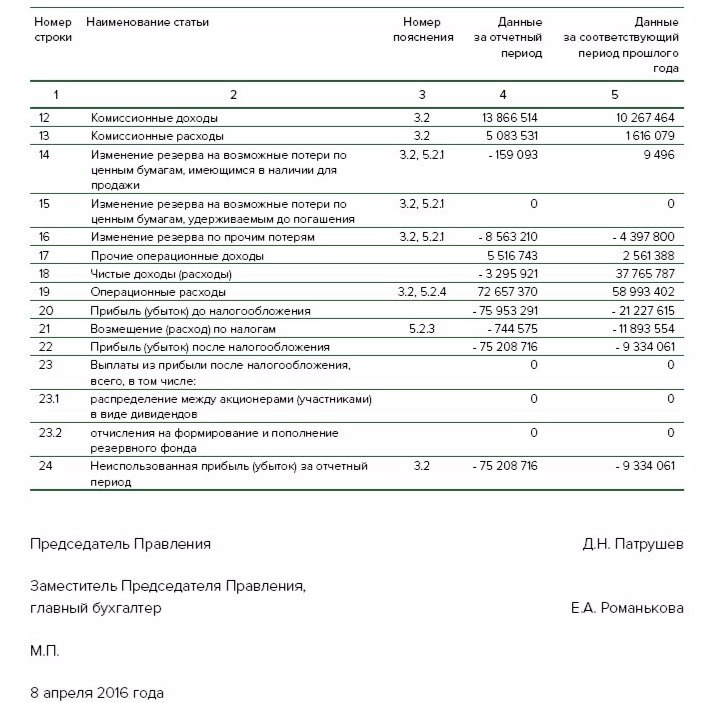 Номер Наименование статьи Номер Данные Данные
строки пояснения за отчетный за соответствующий
период период прошлого
года
1 2 3 4 5
12 Комиссионные доходы 3.2 13 866 514 10 267 464
13 Комиссионные расходы 3.2 5 083 531 1 616 079
14 Изменение резерва на возможные потери по 3.2, 5.2.1 - 159 093 9 496
ценным бумагам, имеющимся в наличии для
продажи
15 Изменение резерва на возможные потери по 3.2, 5.2.1 0 0
ценным бумагам, удерживаемым до погашения
16 Изменение резерва по прочим потерям 3.2, 5.2.1 - 8 563 210 - 4 397 800
17 Прочие операционные доходы 5 516 743 2 561 388
18 Чистые доходы (расходы) - 3 295 921 37 765 787
19 Операционные расходы 3.2, 5.2.4 72 657 370 58 993 402
20 Прибыль (убыток) до налогообложения - 75 953 291 - 21 227 615
21 Возмещение (расход) по налогам 5.2.3 - 744 575 - 11 893 554
22 Прибыль (убыток) после налогообложения - 75 208 716 - 9 334 061
23 Выплаты из прибыли после налогообложения, 0 0
всего, в том числе:
23.1 распределение между акционерами (участниками) 0 0
в виде дивидендов
23.2 отчисления на формирование и пополнение 0 0
резервного фонда
24 Неиспользованная прибыль (убыток) за отчетный 3.2 - 75 208 716 - 9 334 061
период
Председатель Правления Д.Н. Патрушев
Заместитель Председателя Правления,
главный бухгалтер Е.А. Романькова
М.П.
8 апреля 2016 года